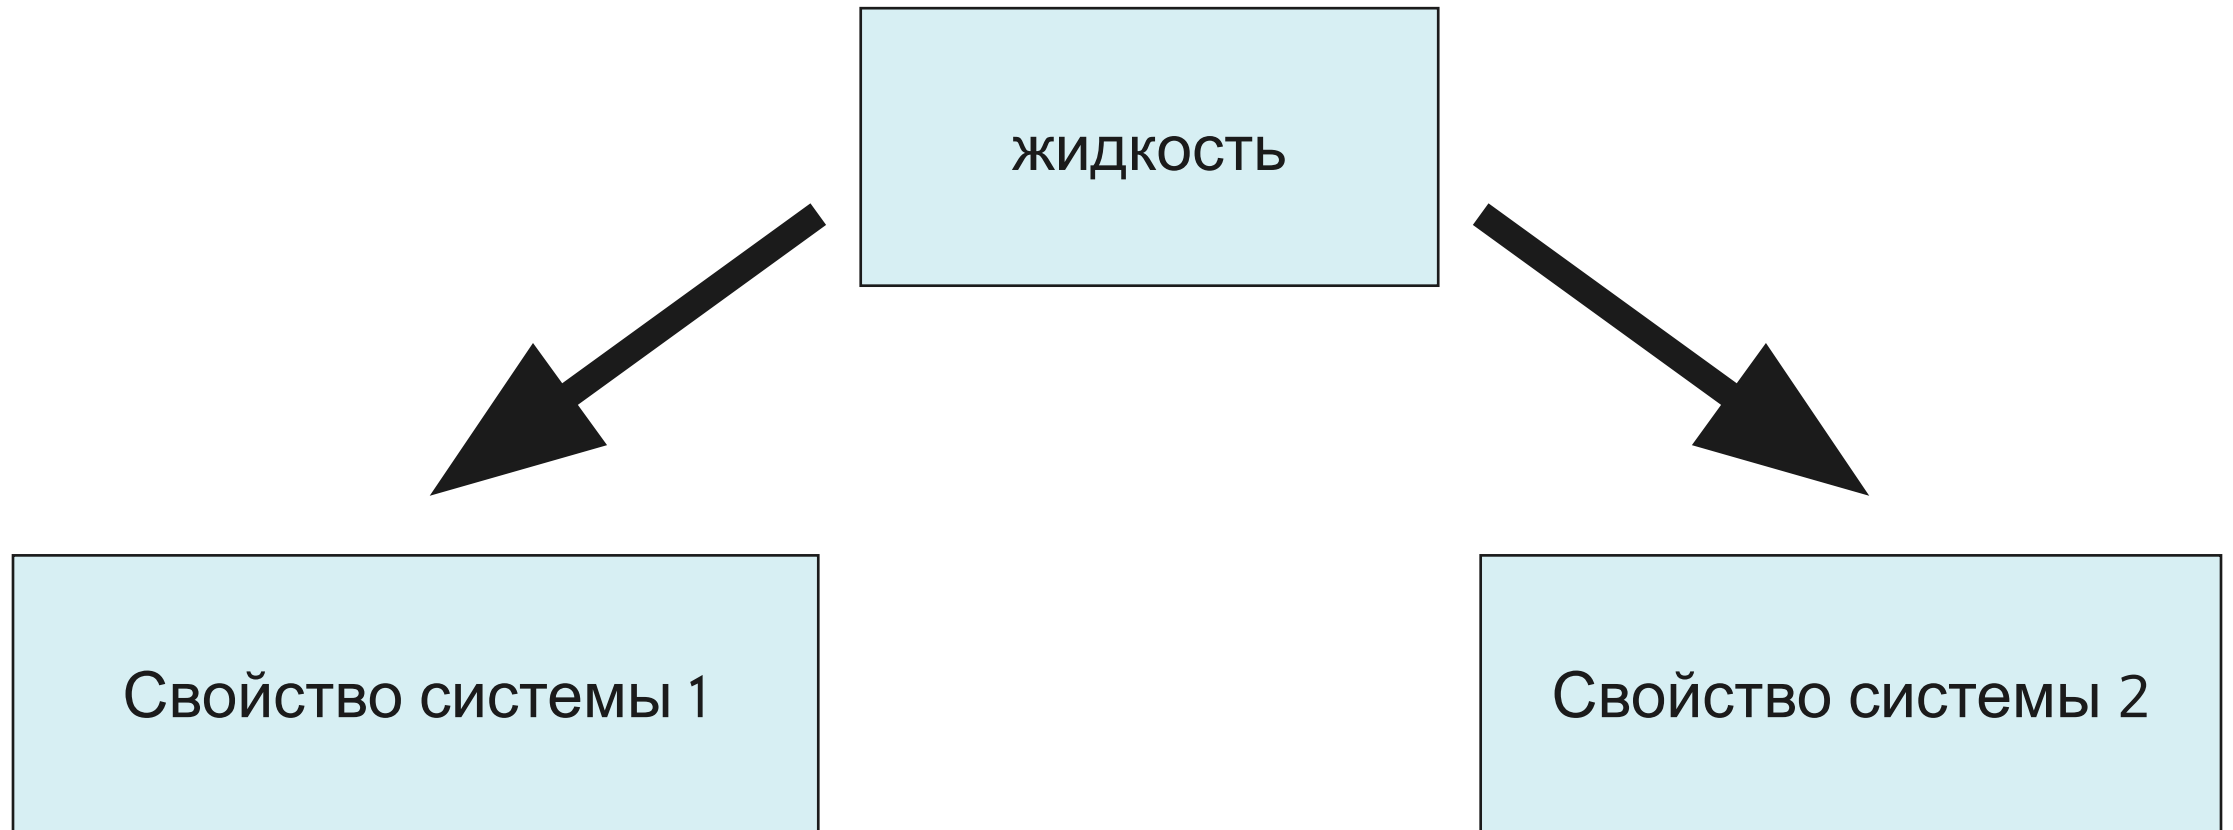 жидкость
Свойство системы 1
Свойство системы 2